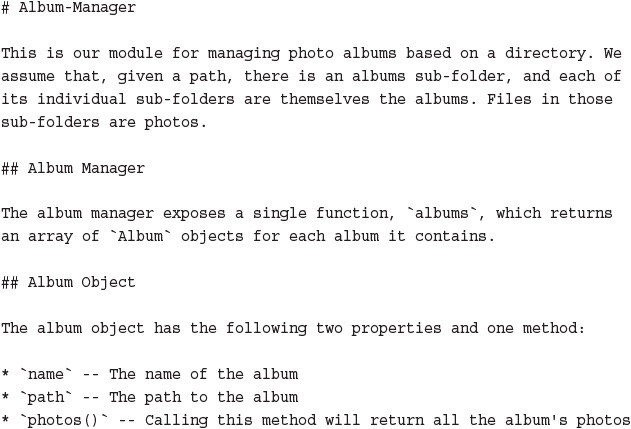 # Album-Manager
This is our module for managing photo albums based on a directory. We
assume that, given a path, there is an albums sub-folder, and each of
its individual sub-folders are themselves the albums. Files in those
sub-folders are photos.
## Album Manager
The album manager exposes a single function, `albums`, which returns
an array of `Album` objects for each album it contains.
## Album Object
The album object has the following two properties and one method:
* `name` -- The name of the album
* `path` -- The path to the album
* `photos()` -- Calling this method will return all the album's photos